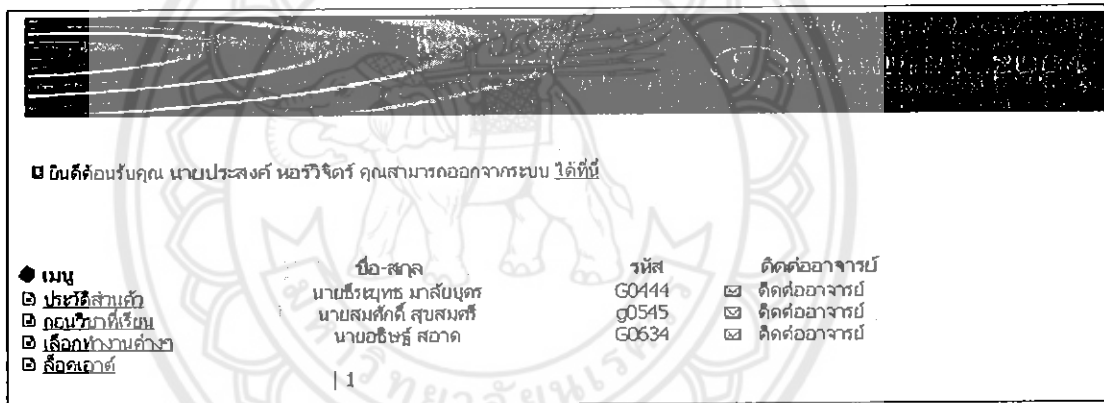 ยินดีต้อนรับคุณ นายประสงค์ หอรัวิจิตร์ คุณสามารถออกจากระบบ ได้ที่นี่
เมนู
ประวัติส่วนตัว
ถอนวิชาที่เรียน
เลือกทำงานต่างๆ
ล็อคเอาต์
ชื่อ-สกุล รหัส ติดต่ออาจารย์
นายธีระยุทธ มาลัยบุตร G0444 ติดต่ออาจารย์
นายสมศักดิ์ สุขสมศรี g0545 ติดต่ออาจารย์
นายอธิษฐ์ สอาด G0634 ติดต่ออาจารย์
| 1